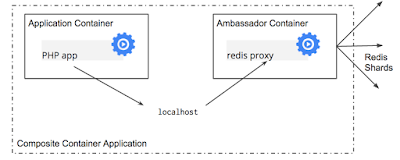 Application Container
PHP app
Ambassador Container
redis proxy
Redis
Shards
localhost
Composite Container Application